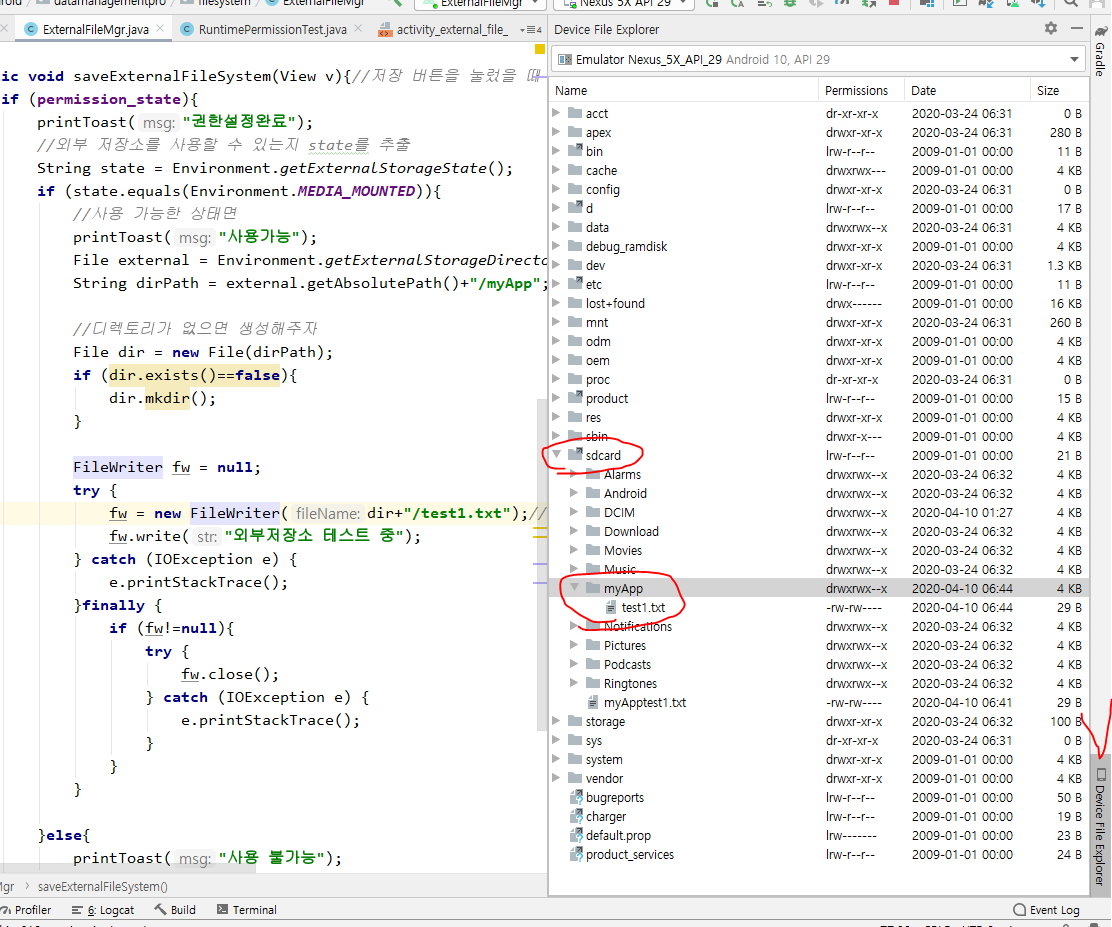 datamanagementpro filesystem ExternalFileMgr ExternalFileMgr Nexus 5X API 29
ExternalFileMgr.java RuntimePermissionTest.java activity_external_file_ 4
ic void saveExternalFileSystem(View v){//저장 버튼을 눌렀을 때
if (permission_state){
printToast( msg: "권한설정완료");
//외부 저장소를 사용할 수 있는지 state를 추출
String state = Environment.getExternalStorageState();
if (state.equals(Environment.MEDIA_MOUNTED)){
//사용 가능한 상태면
printToast( msg: "사용가능");
File external = Environment.getExternalStorageDirecto
String dirPath = external.getAbsolutePath()+"/myApp";
//디렉토리가 없으면 생성해주자
File dir = new File(dirPath);
if (dir.exists()==false){
dir.mkdir();
}
FileWriter fw = null;
try {
fw = new FileWriter( fileName: dir+"/test1.txt");//
fw.write( str: "외부저장소 테스트 중");
} catch (IOException e) {
e.printStackTrace();
}finally {
if (fw!=null){
try {
fw.close();
} catch (IOException e) {
e.printStackTrace();
}
}
}
}else{
printToast( msg: "사용 불가능");
Mgr › saveExternalFileSystem()
Device File Explorer
Emulator Nexus_5X_API_29 Android 10, API 29
Name Permissions Date Size
acct dr-xr-xr-x 2020-03-24 06:31 0 B
apex drwxr-xr-x 2020-03-24 06:31 280 B
bin lrw-r--r-- 2009-01-01 00:00 11 B
cache drwxrwx--- 2009-01-01 00:00 4 KB
config drwxr-xr-x 2020-03-24 06:31 0 B
d lrw-r--r-- 2009-01-01 00:00 17 B
data drwxrwx--x 2020-03-24 06:31 4 KB
debug_ramdisk drwxr-xr-x 2009-01-01 00:00 4 KB
dev drwxr-xr-x 2020-03-24 06:31 1.3 KB
etc lrw-r--r-- 2009-01-01 00:00 11 B
lost+found drwx------ 2009-01-01 00:00 16 KB
mnt drwxr-xr-x 2020-03-24 06:31 260 B
odm drwxr-xr-x 2009-01-01 00:00 4 KB
oem drwxr-xr-x 2009-01-01 00:00 4 KB
proc dr-xr-xr-x 2020-03-24 06:31 0 B
product lrw-r--r-- 2009-01-01 00:00 15 B
res drwxr-xr-x 2009-01-01 00:00 4 KB
sbin drwxr-x--- 2009-01-01 00:00 4 KB
sdcard lrw-r--r-- 2009-01-01 00:00 21 B
Alarms drwxrwx--x 2020-03-24 06:32 4 KB
Android drwxrwx--x 2020-03-24 06:32 4 KB
DCIM drwxrwx--x 2020-04-10 01:27 4 KB
Download drwxrwx--x 2020-03-24 06:32 4 KB
Movies drwxrwx--x 2020-03-24 06:32 4 KB
Music drwxrwx--x 2020-03-24 06:32 4 KB
myApp drwxrwx--x 2020-04-10 06:44 4 KB
test1.txt -rw-rw---- 2020-04-10 06:44 29 B
Notifications drwxrwx--x 2020-03-24 06:32 4 KB
Pictures drwxrwx--x 2020-03-24 06:32 4 KB
Podcasts drwxrwx--x 2020-03-24 06:32 4 KB
Ringtones drwxrwx--x 2020-03-24 06:32 4 KB
myApptest1.txt -rw-rw---- 2020-04-10 06:41 29 B
storage drwxr-xr-x 2020-03-24 06:32 100 B
sys dr-xr-xr-x 2020-03-24 06:31 0 B
system drwxr-xr-x 2009-01-01 00:00 4 KB
vendor drwxr-xr-x 2009-01-01 00:00 4 KB
bugreports lrw-r--r-- 2009-01-01 00:00 50 B
charger lrw-r--r-- 2009-01-01 00:00 19 B
default.prop lrw------- 2009-01-01 00:00 23 B
product_services lrw-r--r-- 2009-01-01 00:00 24 B
Gradle
Device File Explorer
Profiler 6: Logcat Build Terminal Event Log